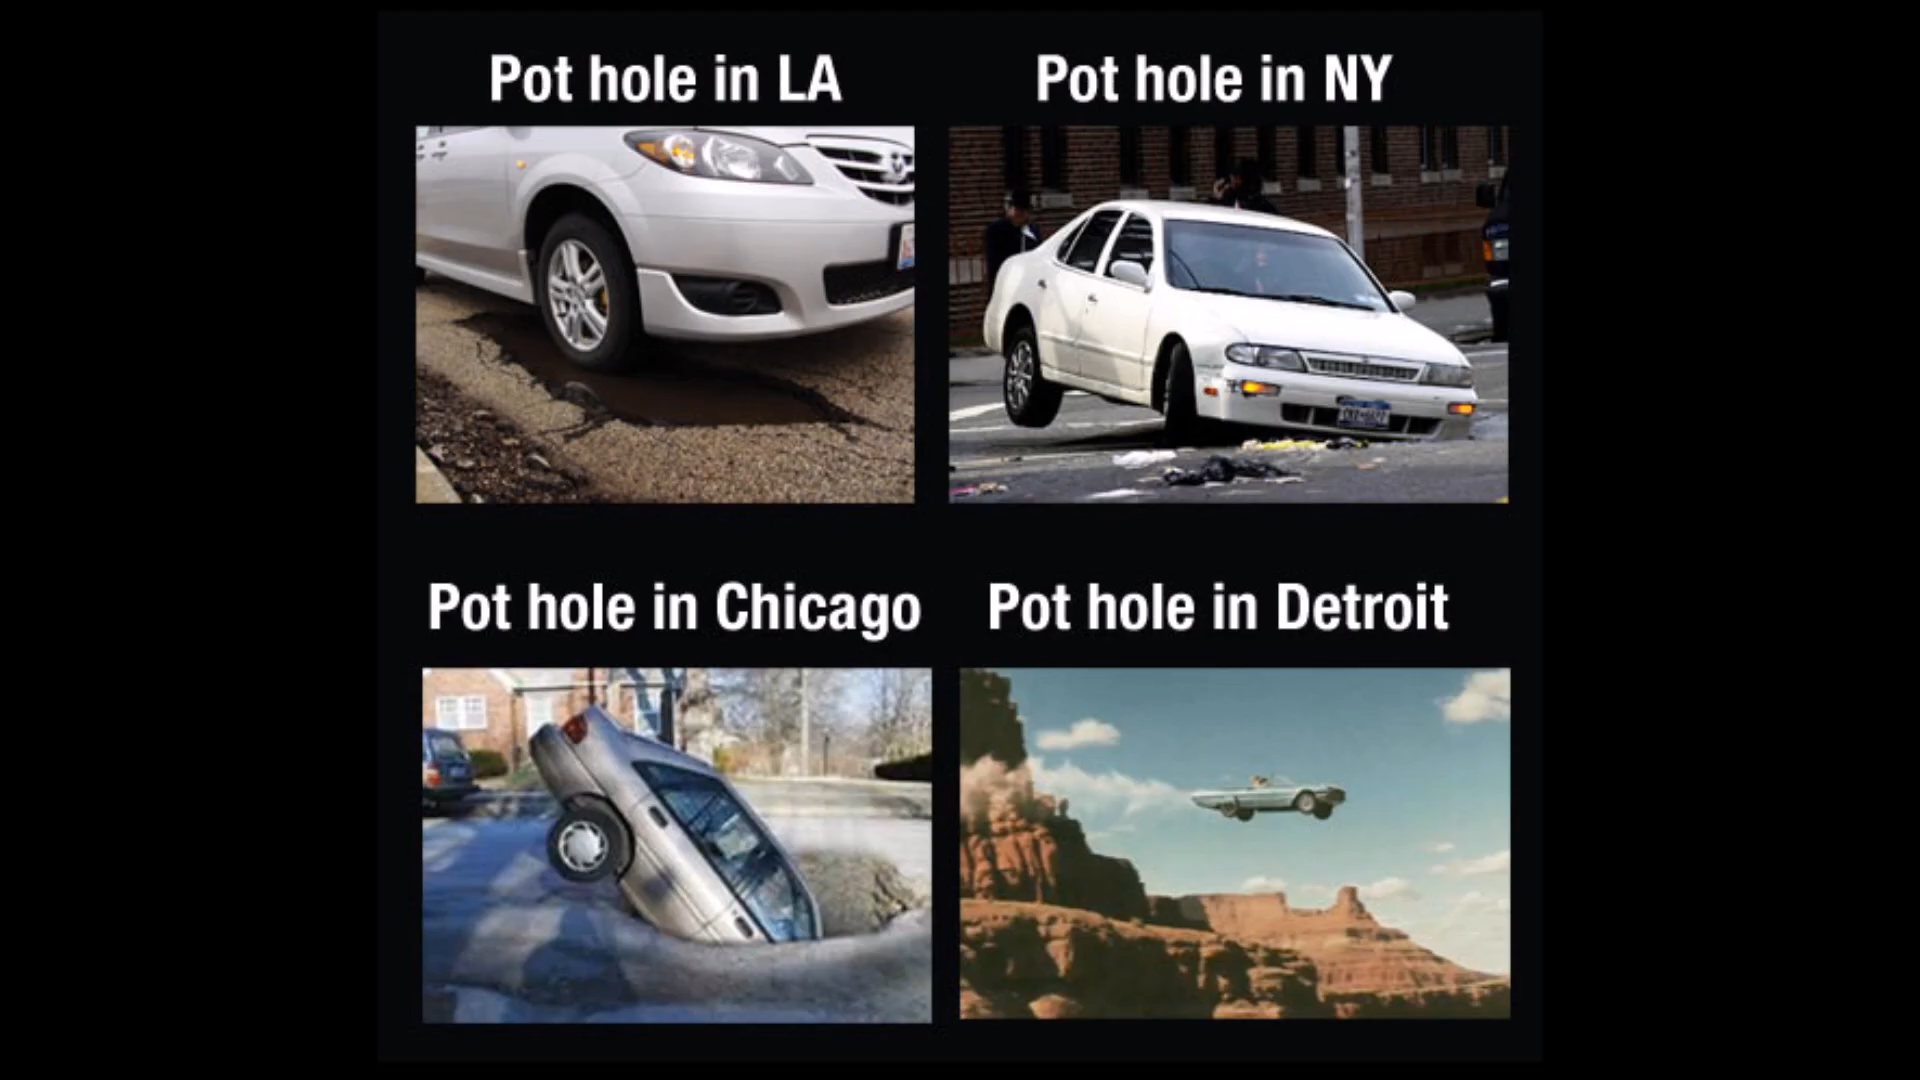 Pot hole in LA
Pot hole in NY
Pot hole in Chicago
Pot hole in Detroit